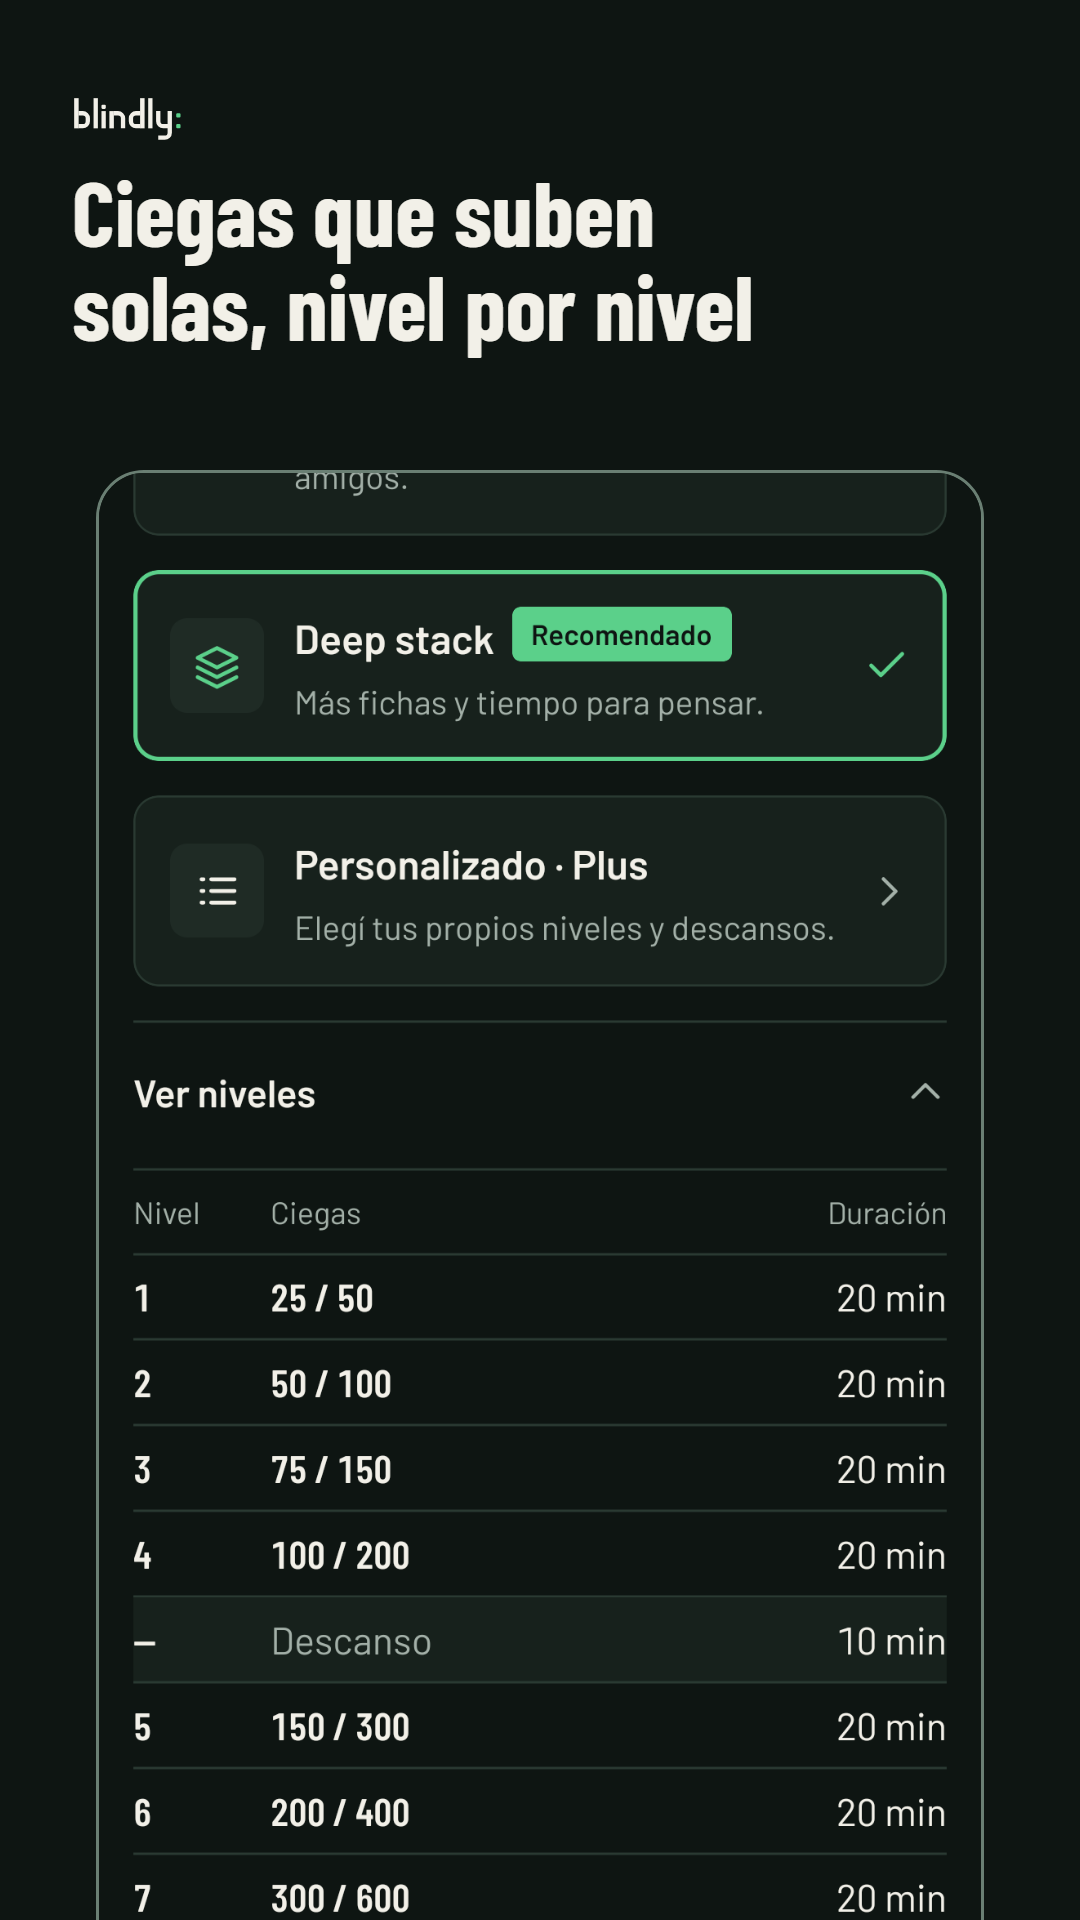 blindly:
Ciegas que suben
solas, nivel por nivel
amigos.
Deep stack Recomendado
Más fichas y tiempo para pensar.
Personalizado · Plus
Elegí tus propios niveles y descansos.
Ver niveles
Nivel Ciegas Duración
1 25 / 50 20 min
2 50 / 100 20 min
3 75 / 150 20 min
4 100 / 200 20 min
– Descanso 10 min
5 150 / 300 20 min
6 200 / 400 20 min
7 300 / 600 20 min